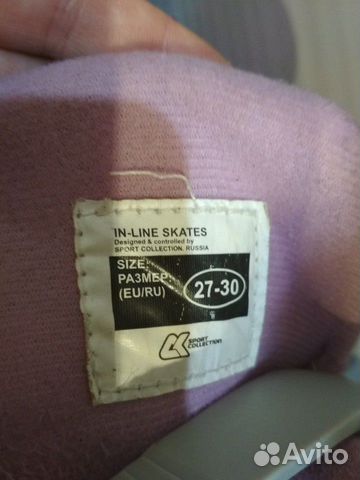 IN-LINE SKATES
Designed & controlled by
SPORT COLLECTION, RUSSIA
SIZE:
РАЗМЕР:
(EU/RU)
27-30
SPORT
COLLECTION
Avito